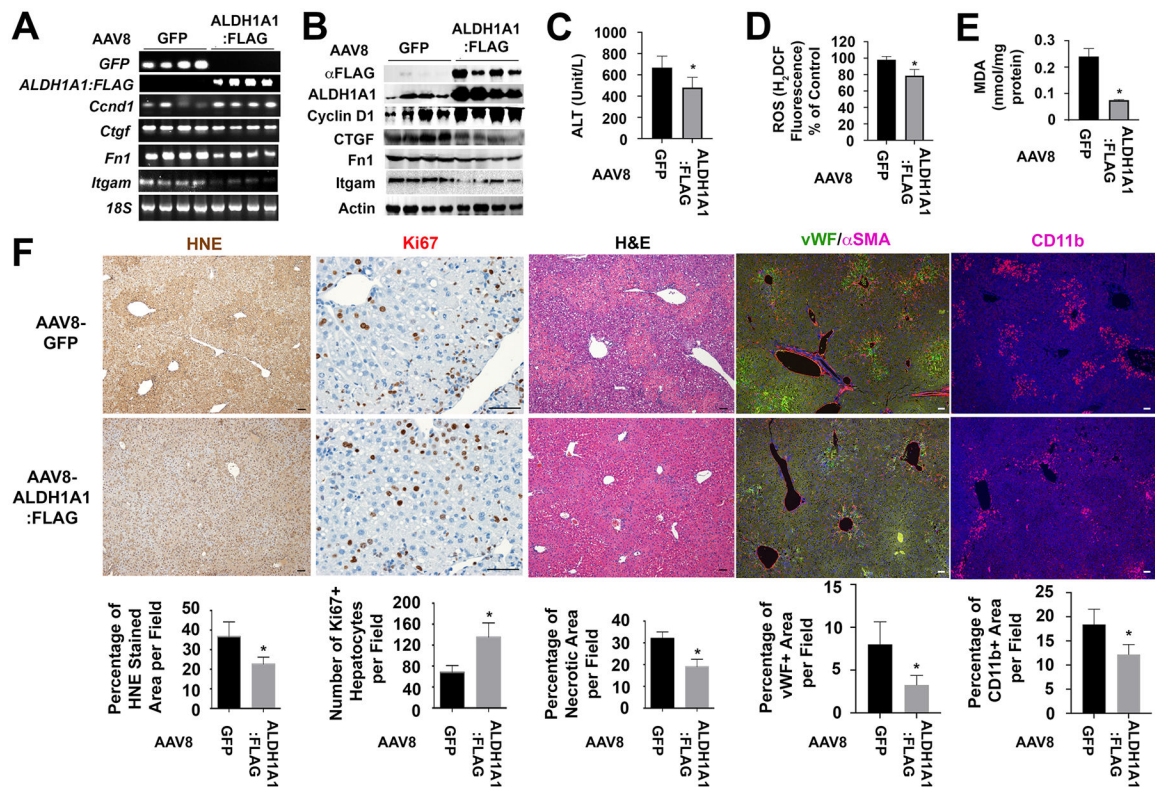 A
AAV8
GFP
ALDH1A1
:FLAG
GFP
ALDH1A1:FLAG
Ccnd1
Ctgf
Fn1
Itgam
18S
B
AAV8
GFP
ALDH1A1
:FLAG
αFLAG
ALDH1A1
Cyclin D1
CTGF
Fn1
Itgam
Actin
C
ALT (Unit/L)
1000
800
600
400
200
0
*
AAV8
GFP
ALDH1A1
:FLAG
D
ROS (H2DCF
Fluorescence)
% of Control
120
100
80
60
40
20
0
*
AAV8
GFP
ALDH1A1
:FLAG
E
MDA
(nmol/mg
protein)
0.3
0.2
0.1
0
*
AAV8
GFP
ALDH1A1
:FLAG
F
HNE
Ki67
H&E
vWF/αSMA
CD11b
AAV8-
GFP
AAV8-
ALDH1A1
:FLAG
Percentage of
HNE Stained
Area per Field
50
40
30
20
10
0
*
AAV8
GFP
ALDH1A1
:FLAG
Number of Ki67+
Hepatocytes
per Field
200
160
120
80
40
0
*
AAV8
GFP
ALDH1A1
:FLAG
Percentage of
Necrotic Area
per Field
40
30
20
10
0
*
AAV8
GFP
ALDH1A1
:FLAG
Percentage of
vWF+ Area
per Field
15
10
5
0
*
AAV8
GFP
ALDH1A1
:FLAG
Percentage of
CD11b+ Area
per Field
25
20
15
10
5
0
*
AAV8
GFP
ALDH1A1
:FLAG